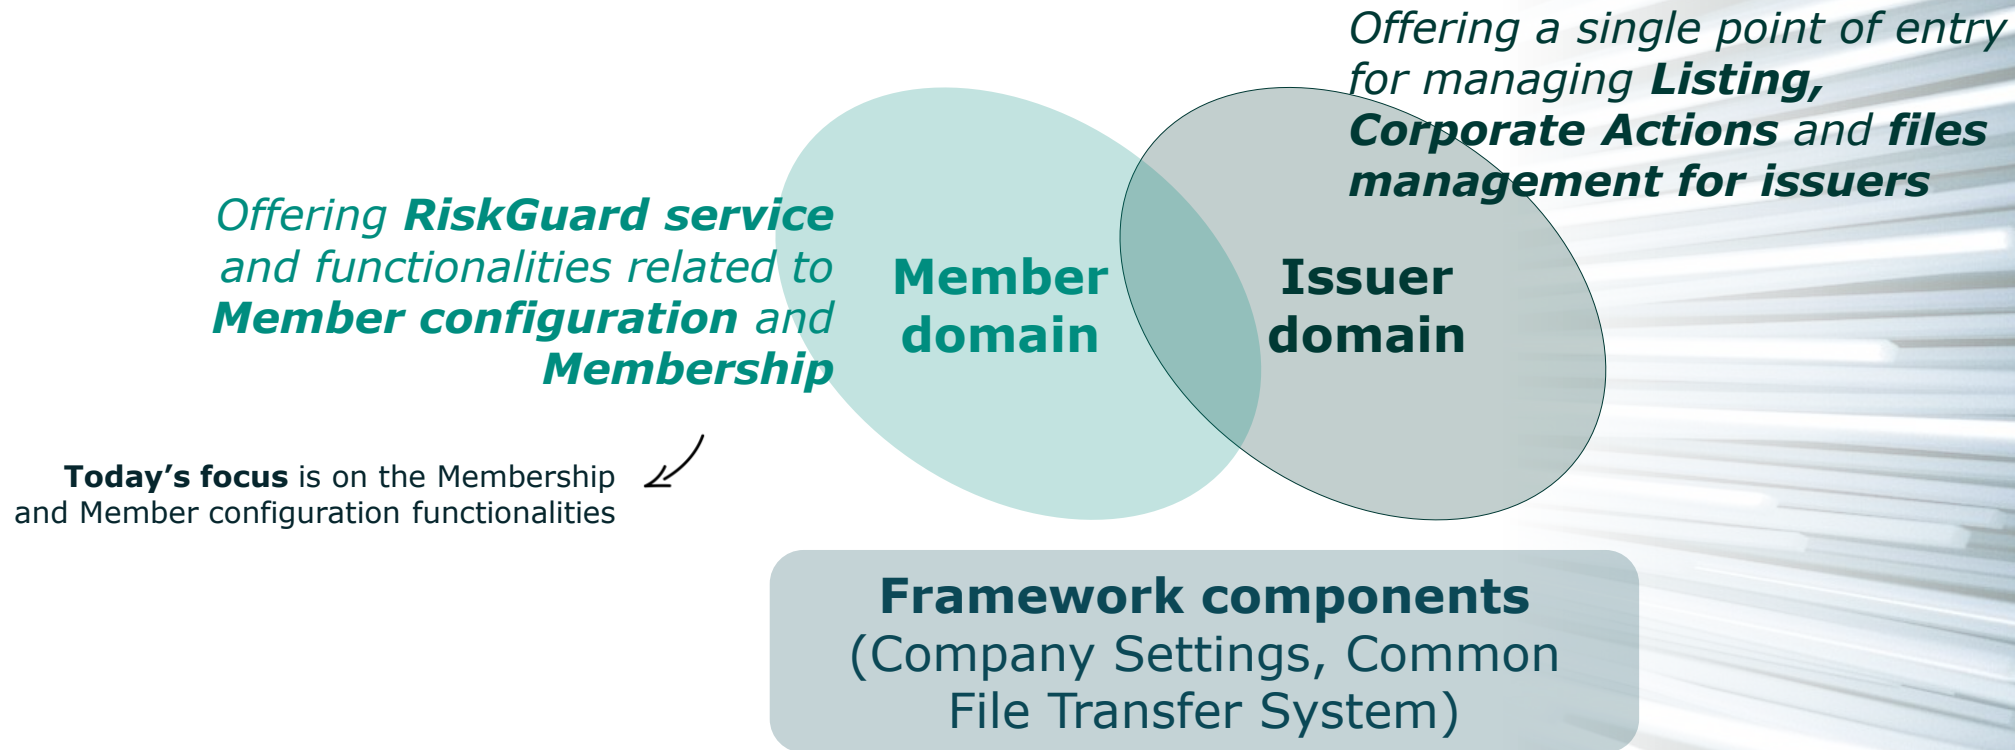 Offering a single point of entry
for managing Listing,
Corporate Actions and files
management for issuers
Offering RiskGuard service
and functionalities related to
Member configuration and
Membership
Member
domain
Issuer
domain
Today’s focus is on the Membership
and Member configuration functionalities
Framework components
(Company Settings, Common
File Transfer System)